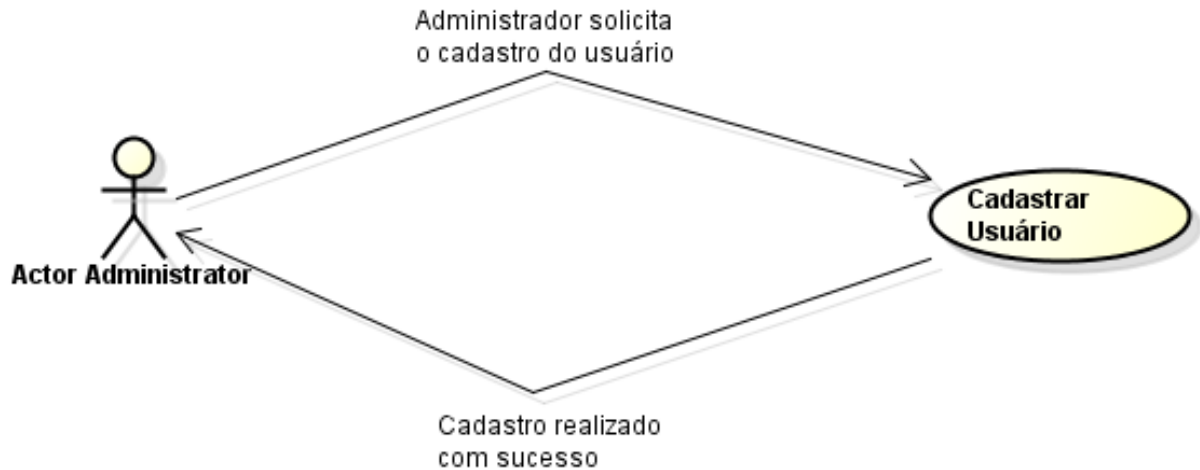 Administrador solicita
o cadastro do usuário
Actor Administrator
Cadastrar
Usuário
Cadastro realizado
com sucesso